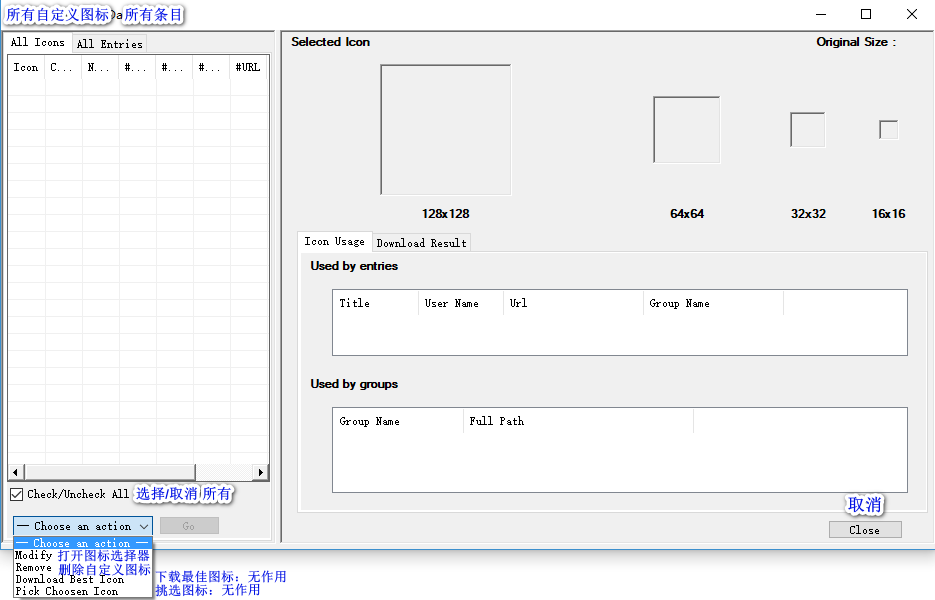 所有自定义图标 Da 所有条目
All Icons All Entries
Icon C... N... #... #... #... #URL
Check/Uncheck All 选择/取消 所有
— Choose an action Go
— Choose an action —
Modify 打开图标选择器
Remove 删除自定义图标
Download Best Icon 下载最佳图标: 无作用
Pick Choosen Icon 挑选图标: 无作用
Selected Icon Original Size :
128x128 64x64 32x32 16x16
Icon Usage Download Result
Used by entries
Title User Name Url Group Name
Used by groups
Group Name Full Path
取消
Close